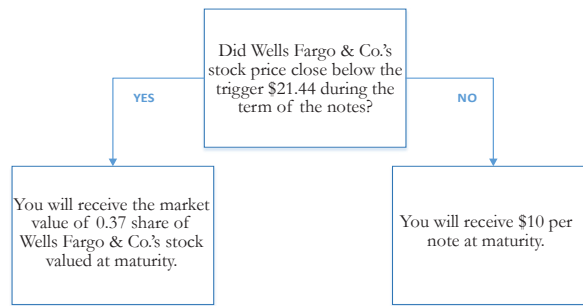 Did Wells Fargo & Co.'s
stock price close below the
trigger $21.44 during the
term of the notes?
YES
NO
You will receive the market
value of 0.37 share of
Wells Fargo & Co.'s stock
valued at maturity.
You will receive $10 per
note at maturity.